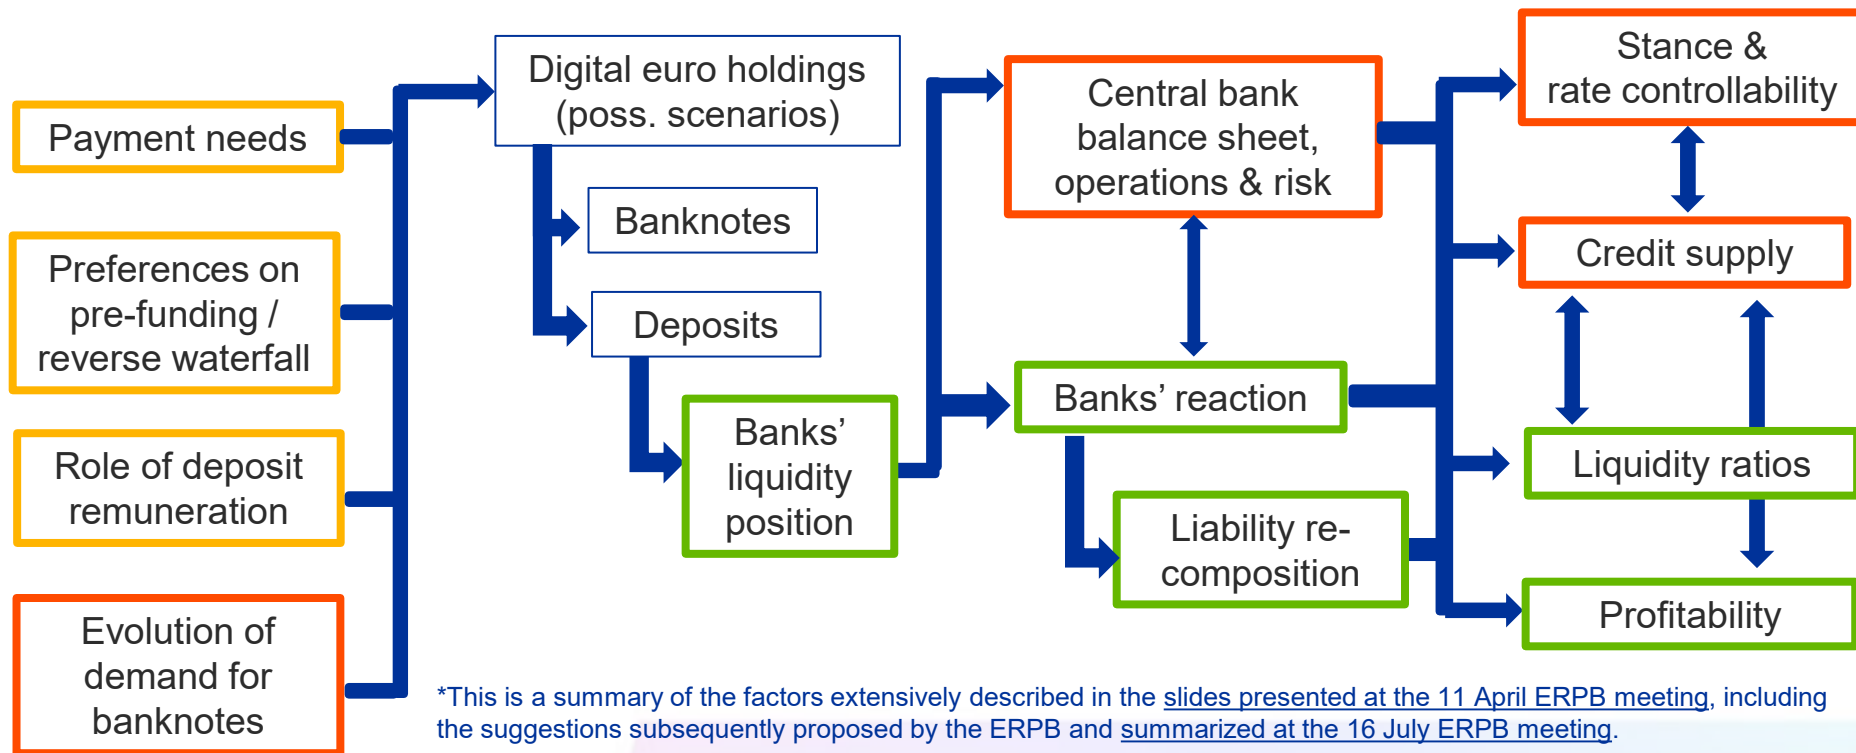 Payment needs
Preferences on
pre-funding /
reverse waterfall
Role of deposit
remuneration
Evolution of
demand for
banknotes
Digital euro holdings
(poss. scenarios)
Banknotes
Deposits
Banks’
liquidity
position
Central bank
balance sheet,
operations & risk
Banks’ reaction
Liability re-
composition
Stance &
rate controllability
Credit supply
Liquidity ratios
Profitability
*This is a summary of the factors extensively described in the slides presented at the 11 April ERPB meeting, including
the suggestions subsequently proposed by the ERPB and summarized at the 16 July ERPB meeting.